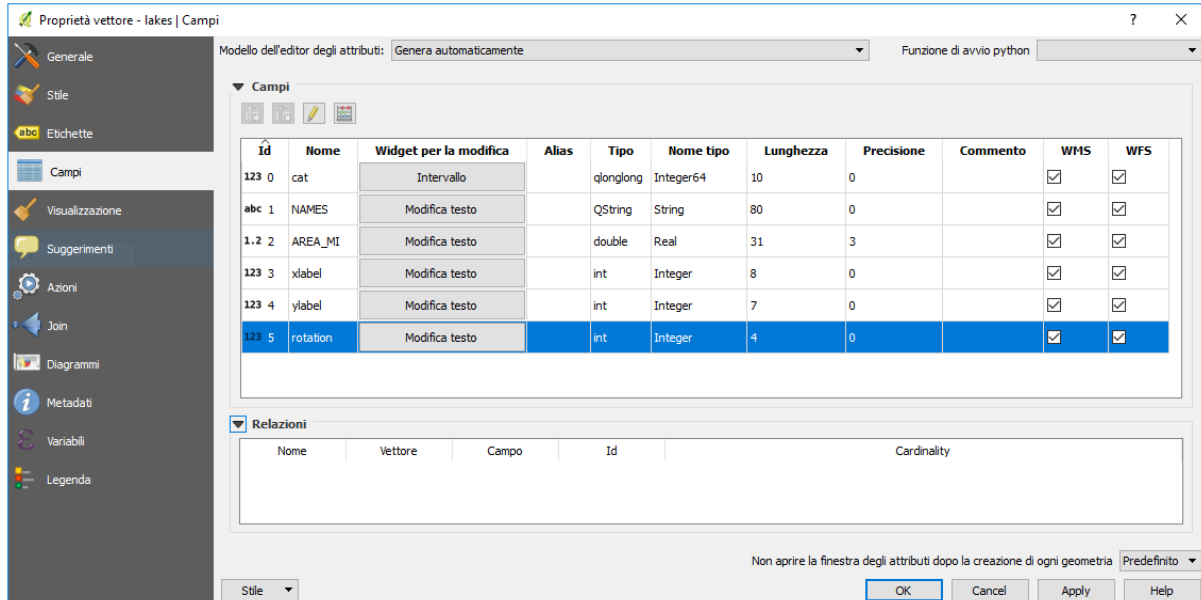 Proprietà vettore - lakes | Campi ?
Generale
Stile
abc Etichette
Campi
Visualizzazione
Suggerimenti
Azioni
Join
Diagrammi
Metadati
Variabili
Legenda
Modello dell'editor degli attributi: Genera automaticamente Funzione di avvio python
Campi
Id Nome Widget per la modifica Alias Tipo Nome tipo Lunghezza Precisione Commento WMS WFS
123 0 cat Intervallo qlonglong Integer64 10 0
abc 1 NAMES Modifica testo QString String 80 0
1.2 2 AREA_MI Modifica testo double Real 31 3
123 3 xlabel Modifica testo int Integer 8 0
123 4 ylabel Modifica testo int Integer 7 0
123 5 rotation Modifica testo int Integer 4 0
Relazioni
Nome Vettore Campo Id Cardinality
Non aprire la finestra degli attributi dopo la creazione di ogni geometria Predefinito
Stile OK Cancel Apply Help